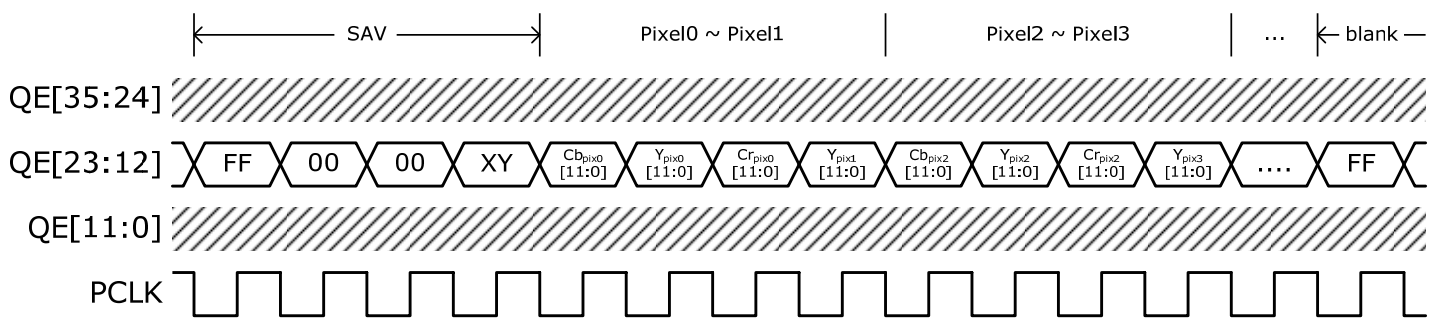 SAV Pixel0 ~ Pixel1 Pixel2 ~ Pixel3 ... blank
QE[35:24]
QE[23:12] FF 00 00 XY Cbpix0 [11:0] Ypix0 [11:0] Crpix0 [11:0] Ypix1 [11:0] Cbpix2 [11:0] Ypix2 [11:0] Crpix2 [11:0] Ypix3 [11:0] .... FF
QE[11:0]
PCLK